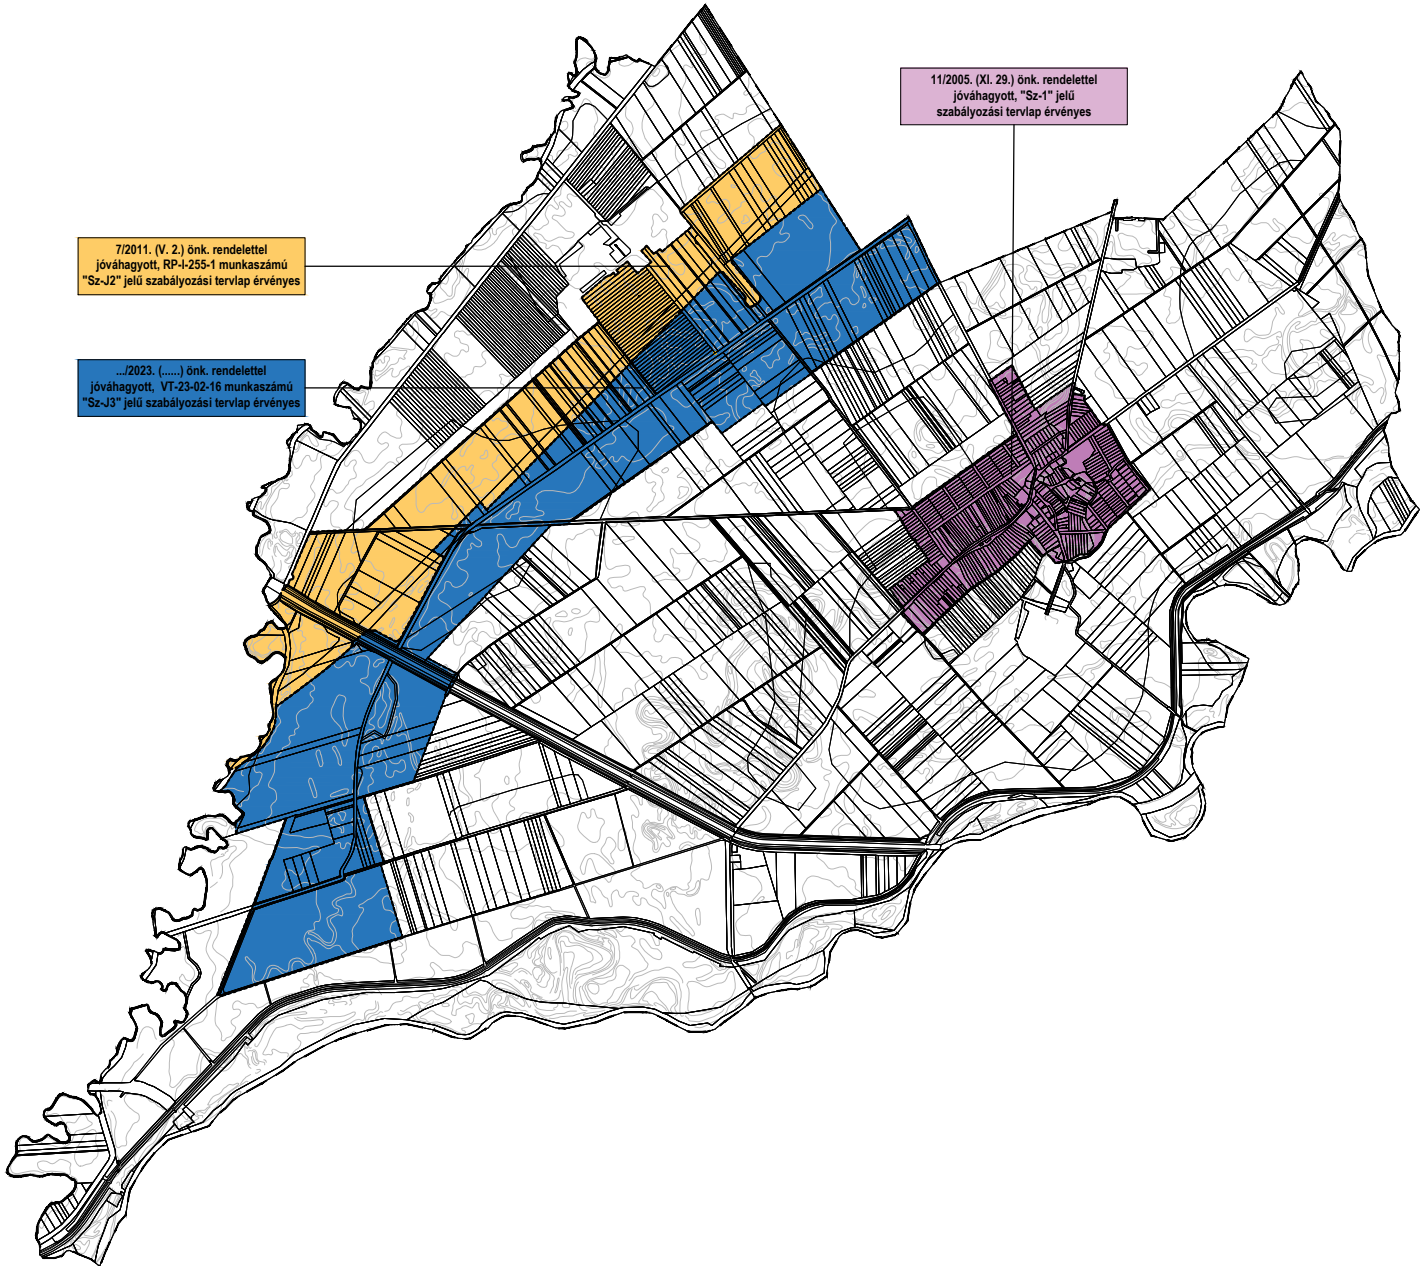 11/2005. (XI. 29.) önk. rendelettel
jóváhagyott, "Sz-1" jelű
szabályozási tervlap érvényes
7/2011. (V. 2.) önk. rendelettel
jóváhagyott, RP-I-255-1 munkaszámú
"Sz-J2" jelű szabályozási tervlap érvényes
.../2023. (......) önk. rendelettel
jóváhagyott, VT-23-02-16 munkaszámú
"Sz-J3" jelű szabályozási tervlap érvényes